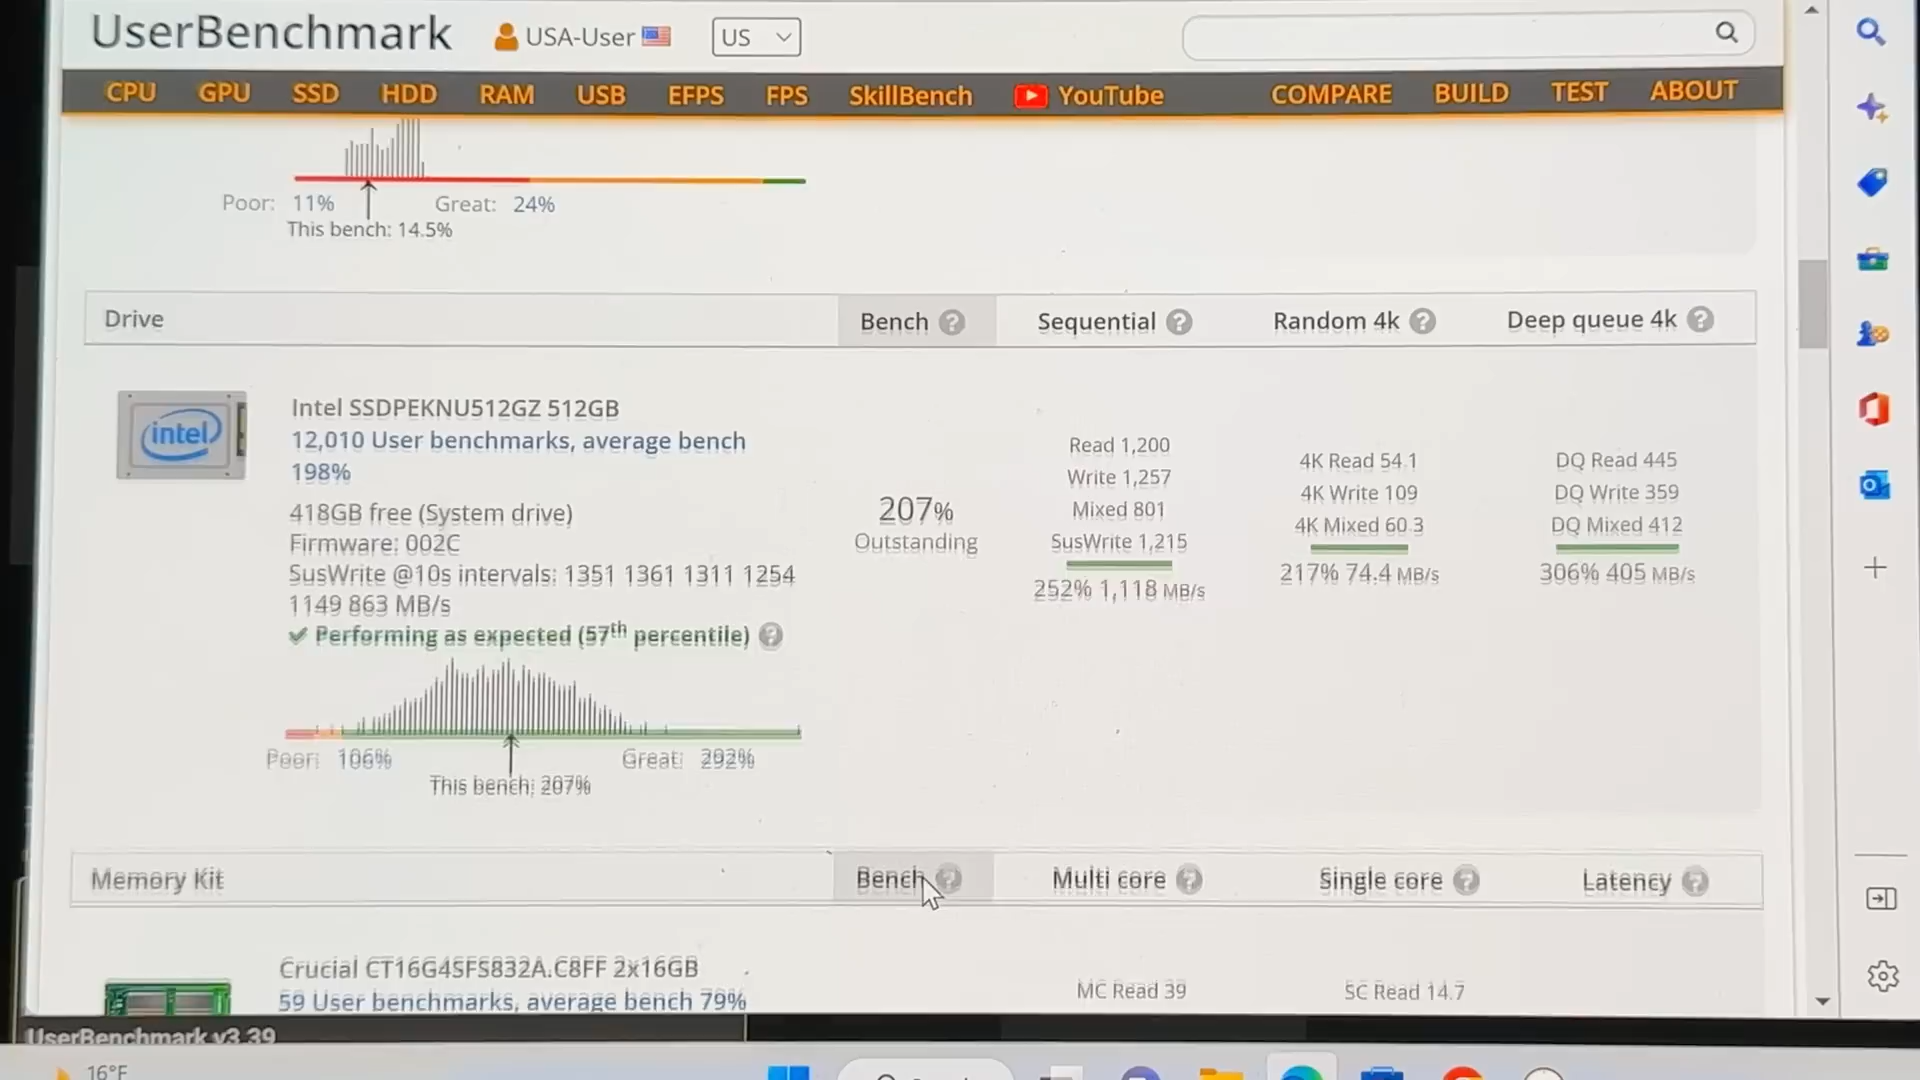 UserBenchmark USA-User US
CPU GPU SSD HDD RAM USB EFPS FPS SkillBench YouTube COMPARE BUILD TEST ABOUT
Poor: 11% Great: 24%
This bench: 14.5%
Drive Bench ? Sequential ? Random 4k ? Deep queue 4k ?
intel
Intel SSDPEKNU512GZ 512GB
12,010 User benchmarks, average bench
198%
418GB free (System drive)
Firmware: 002C
SusWrite @10s intervals: 1351 1361 1311 1254
1149 863 MB/s
Performing as expected (57th percentile) ?
Poor: 106% Great: 292%
This bench: 207%
207%
Outstanding
Read 1,200
Write 1,257
Mixed 801
SusWrite 1,215
252% 1,118 MB/s
4K Read 54.1
4K Write 109
4K Mixed 60.3
217% 74.4 MB/s
DQ Read 445
DQ Write 359
DQ Mixed 412
306% 405 MB/s
Memory Kit Bench ? Multi core ? Single core ? Latency ?
Crucial CT16G4SFS832A.C8FF 2x16GB
59 User benchmarks, average bench 79%
MC Read 39
SC Read 14.7
UserBenchmark v3.39
16°F